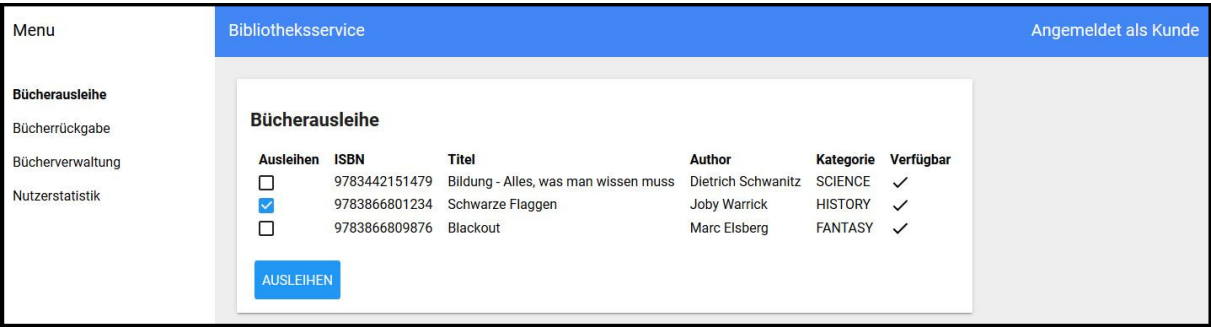 Menu
Bibliotheksservice
Angemeldet als Kunde
Bücherausleihe
Bücherrückgabe
Bücherverwaltung
Nutzerstatistik
Bücherausleihe
Ausleihen ISBN Titel Author Kategorie Verfügbar
9783442151479 Bildung - Alles, was man wissen muss Dietrich Schwanitz SCIENCE
9783866801234 Schwarze Flaggen Joby Warrick HISTORY
9783866809876 Blackout Marc Elsberg FANTASY
AUSLEIHEN